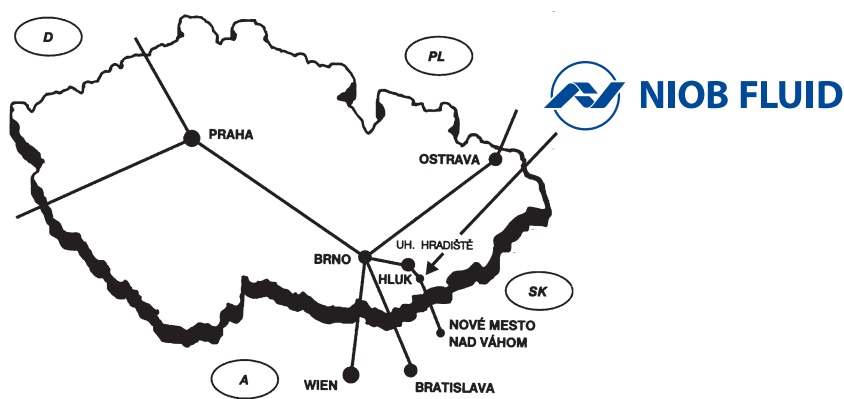 D
PL
NIOB FLUID
PRAHA
OSTRAVA
UH. HRADIŠTĚ
BRNO
HLUK
SK
NOVÉ MESTO
NAD VÁHOM
A
WIEN
BRATISLAVA